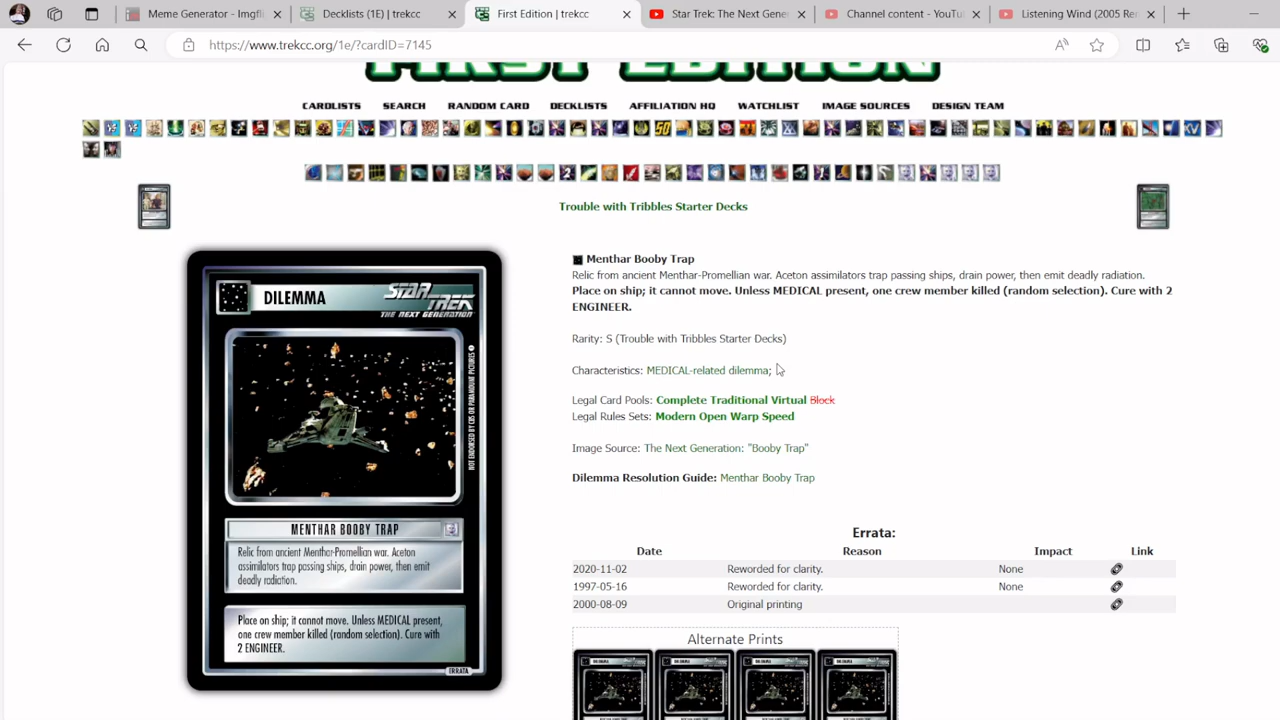 Meme Generator - Imgfli
Decklists (1E) | trekcc
First Edition | trekcc
Star Trek: The Next Gene
Channel content - YouTu
Listening Wind (2005 Re
https://www.trekcc.org/1e/?cardID=7145
FIRST EDITION
CARDLISTS SEARCH RANDOM CARD DECKLISTS AFFILIATION HQ WATCHLIST IMAGE SOURCES DESIGN TEAM
Trouble with Tribbles Starter Decks
DILEMMA
STAR TREK
THE NEXT GENERATION
NOT ENDORSED BY CBS OR PARAMOUNT PICTURES
MENTHAR BOOBY TRAP
Relic from ancient Menthar-Promellian war. Aceton
assimilators trap passing ships, drain power, then emit
deadly radiation.
Place on ship; it cannot move. Unless MEDICAL present,
one crew member killed (random selection). Cure with
2 ENGINEER.
ERRATA
Menthar Booby Trap
Relic from ancient Menthar-Promellian war. Aceton assimilators trap passing ships, drain power, then emit deadly radiation.
Place on ship; it cannot move. Unless MEDICAL present, one crew member killed (random selection). Cure with 2
ENGINEER.
Rarity: S (Trouble with Tribbles Starter Decks)
Characteristics: MEDICAL-related dilemma;
Legal Card Pools: Complete Traditional Virtual Block
Legal Rules Sets: Modern Open Warp Speed
Image Source: The Next Generation: "Booby Trap"
Dilemma Resolution Guide: Menthar Booby Trap
Errata:
Date Reason Impact Link
2020-11-02 Reworded for clarity. None
1997-05-16 Reworded for clarity. None
2000-08-09 Original printing
Alternate Prints